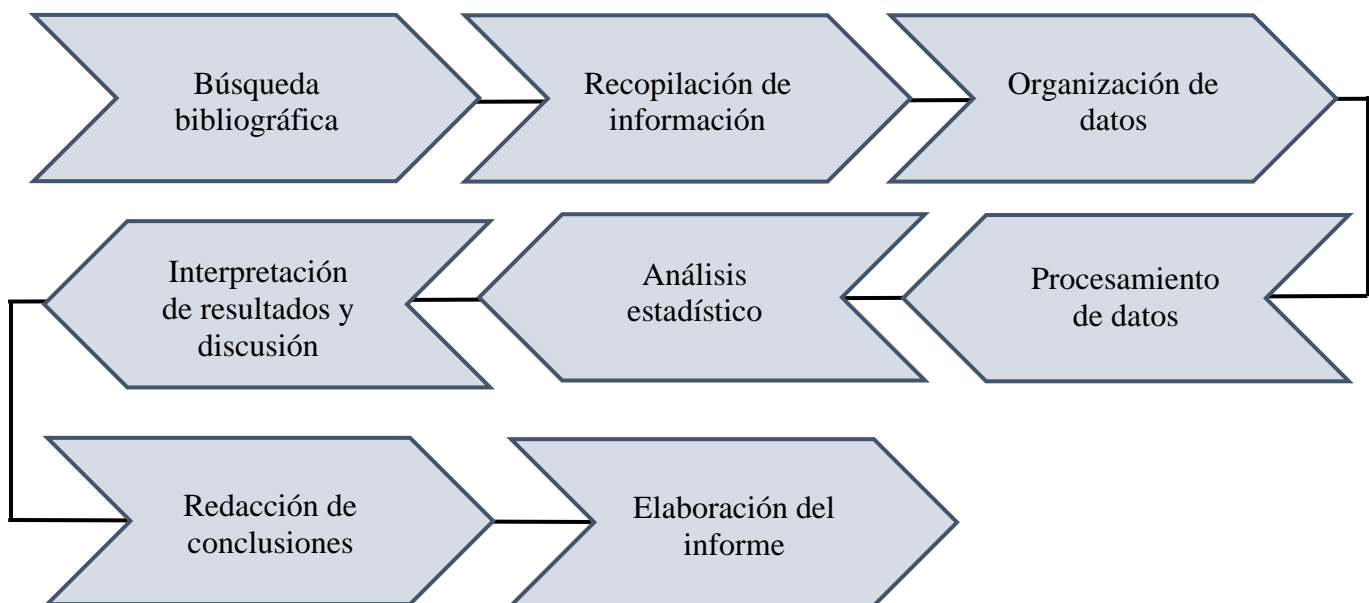 Búsqueda
bibliográfica
Recopilación de
información
Organización de
datos
Procesamiento
de datos
Análisis
estadístico
Interpretación
de resultados y
discusión
Redacción de
conclusiones
Elaboración del
informe